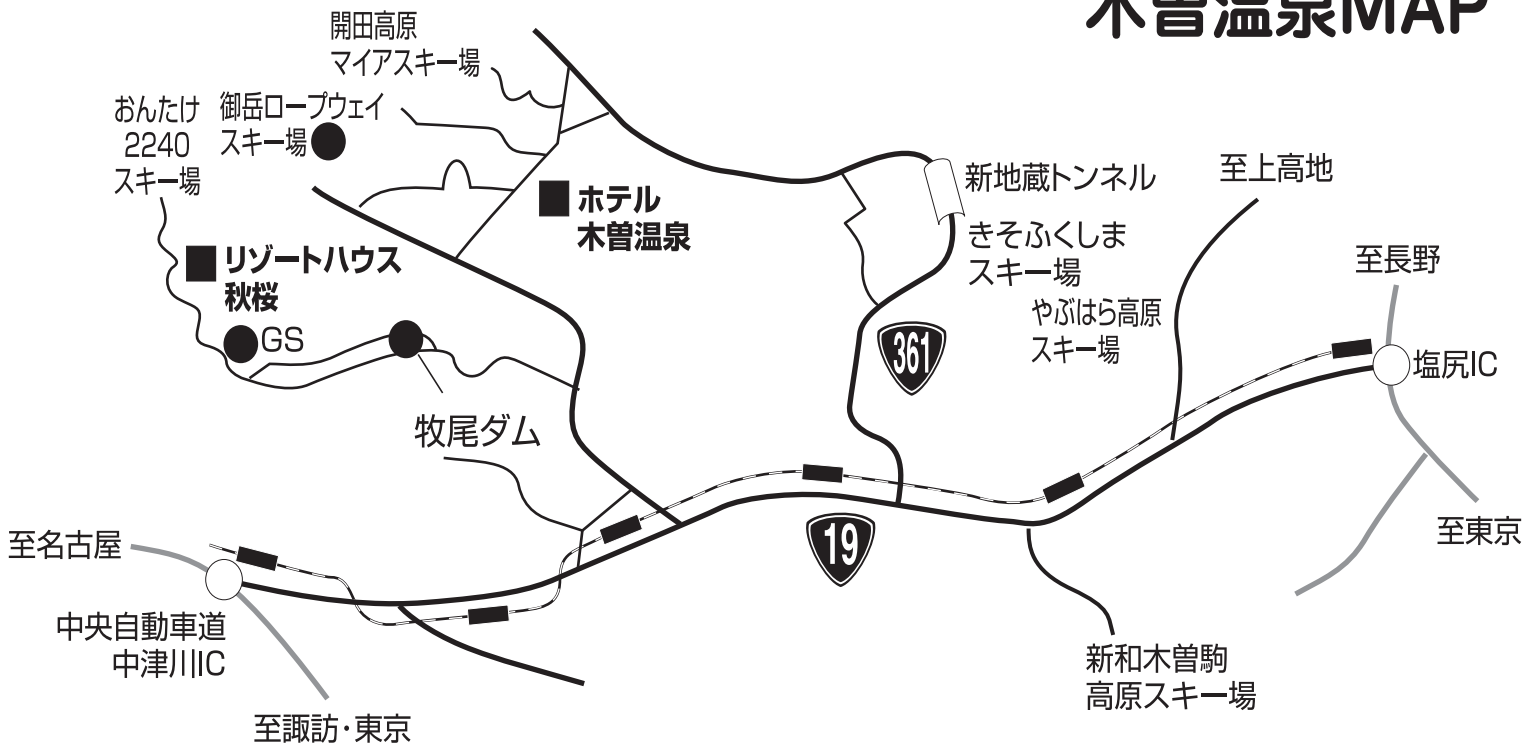 木曽温泉MAP
開田高原
マイアスキー場
おんたけ
2240
スキー場
御岳ロープウェイ
スキー場
ホテル
木曽温泉
新地蔵トンネル
至上高地
きそふくしま
スキー場
リゾートハウス
秋桜
至長野
やぶはら高原
スキー場
GS
361
塩尻IC
牧尾ダム
19
至名古屋
至東京
中央自動車道
中津川IC
新和木曽駒
高原スキー場
至諏訪・東京